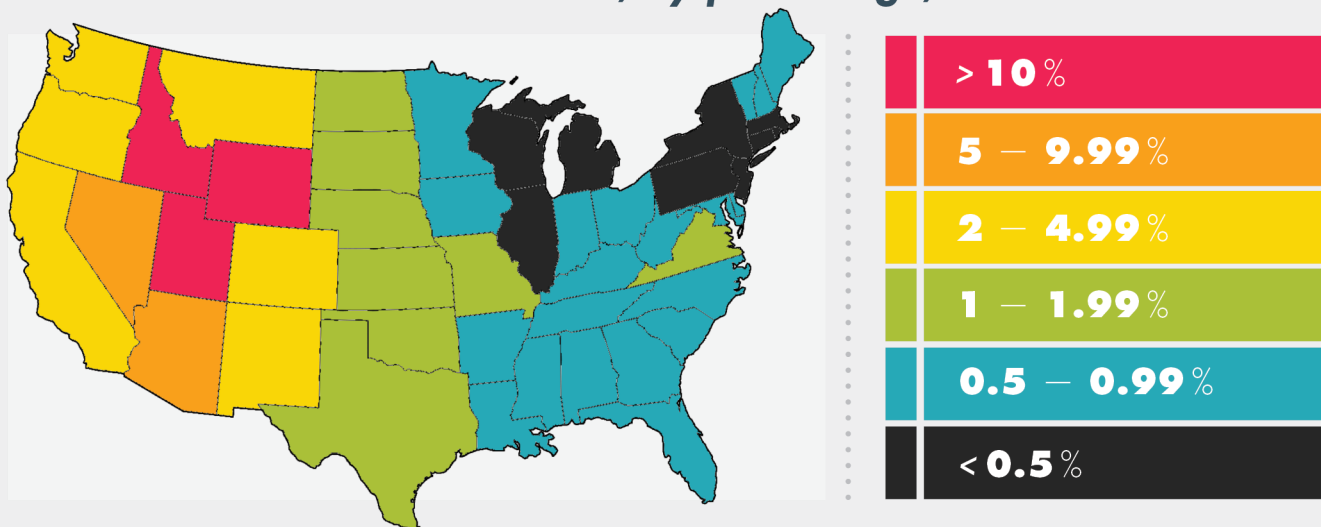 > 10 %
5 — 9.99 %
2 — 4.99 %
1 — 1.99 %
0.5 — 0.99 %
< 0.5 %